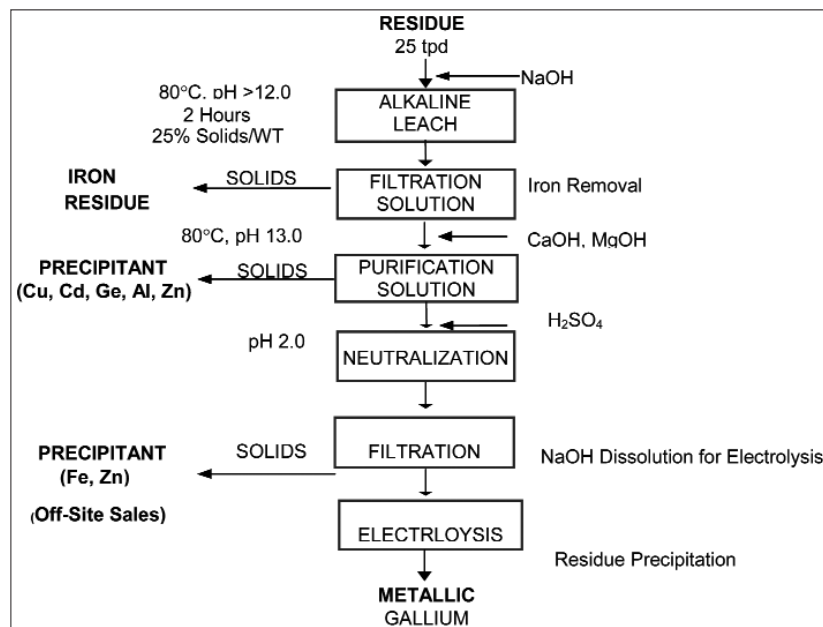 RESIDUE
25 tpd
NaOH
80°C, pH >12.0
2 Hours
25% Solids/WT
ALKALINE
LEACH
IRON
RESIDUE
SOLIDS
FILTRATION
SOLUTION
Iron Removal
80°C, pH 13.0
CaOH, MgOH
PRECIPITANT
(Cu, Cd, Ge, Al, Zn)
SOLIDS
PURIFICATION
SOLUTION
H₂SO₄
pH 2.0
NEUTRALIZATION
PRECIPITANT
(Fe, Zn)
(Off-Site Sales)
SOLIDS
FILTRATION
NaOH Dissolution for Electrolysis
ELECTRLOYSIS
Residue Precipitation
METALLIC
GALLIUM